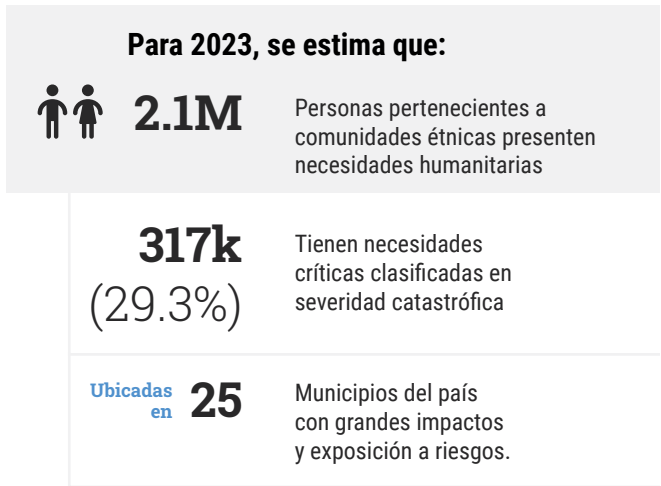 Para 2023, se estima que:
2.1M
Personas pertenecientes a
comunidades étnicas presenten
necesidades humanitarias
317k
(29.3%)
Tienen necesidades
críticas clasificadas en
severidad catastrófica
Ubicadas
en
25
Municipios del país
con grandes impactos
y exposición a riesgos.